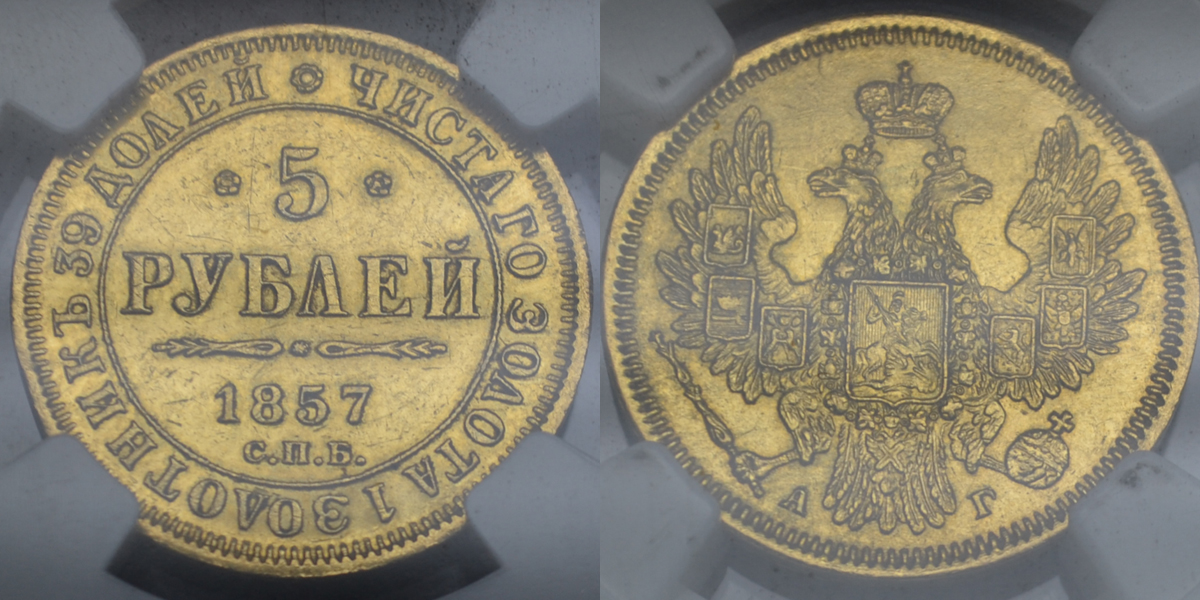 ЧИСТАГО ЗОЛОТА 1 ЗОЛОТНИКЪ 39 ДОЛЕЙ
5
РУБЛЕЙ
1857
С.П.Б.
А Г